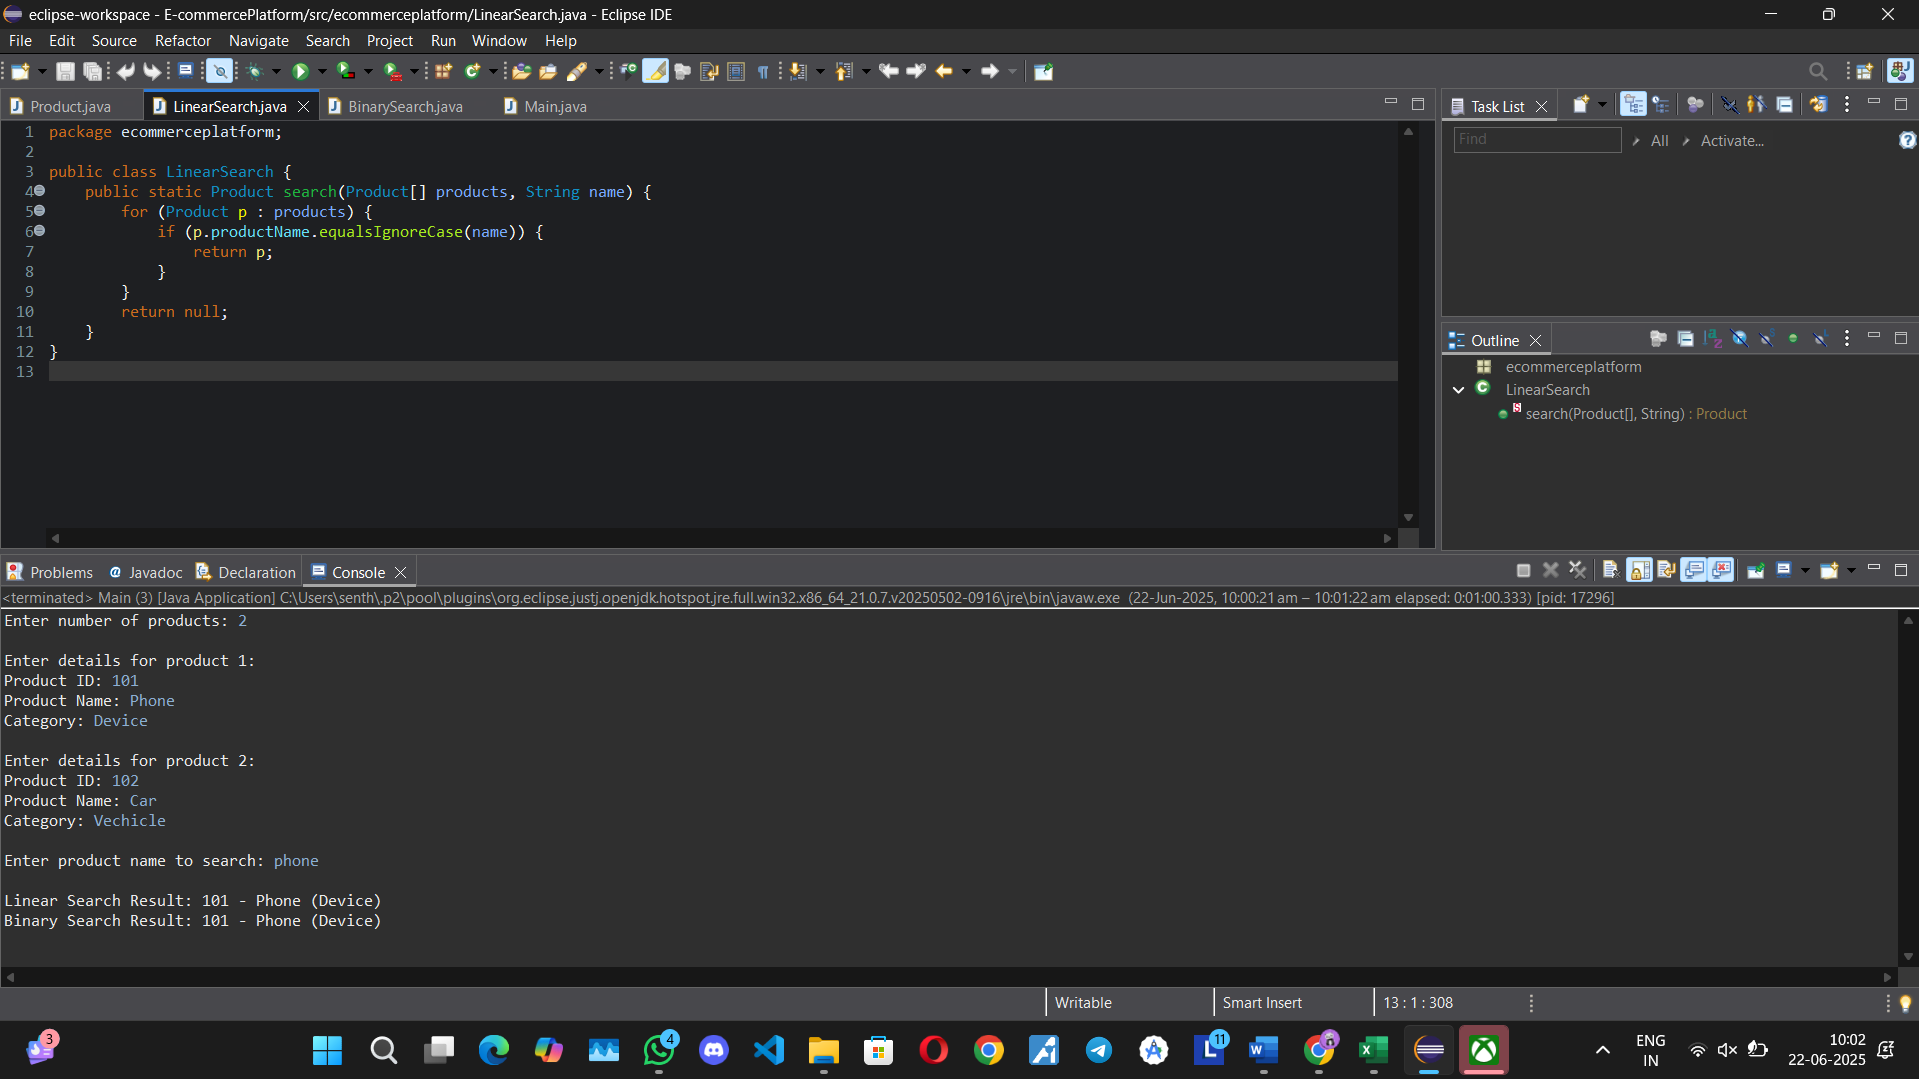 eclipse-workspace - E-commercePlatform/src/ecommerceplatform/LinearSearch.java - Eclipse IDE
File Edit Source Refactor Navigate Search Project Run Window Help
Product.java LinearSearch.java BinarySearch.java Main.java
1 package ecommerceplatform;
2
3 public class LinearSearch {
4 public static Product search(Product[] products, String name) {
5 for (Product p : products) {
6 if (p.productName.equalsIgnoreCase(name)) {
7 return p;
8 }
9 }
10 return null;
11 }
12 }
13
Task List
Find All Activate...
Outline
ecommerceplatform
LinearSearch
search(Product[], String) : Product
Problems Javadoc Declaration Console
<terminated> Main (3) [Java Application] C:\Users\senth\.p2\pool\plugins\org.eclipse.justj.openjdk.hotspot.jre.full.win32.x86_64_21.0.7.v20250502-0916\jre\bin\javaw.exe (22-Jun-2025, 10:00:21 am – 10:01:22 am elapsed: 0:01:00.333) [pid: 17296]
Enter number of products: 2
Enter details for product 1:
Product ID: 101
Product Name: Phone
Category: Device
Enter details for product 2:
Product ID: 102
Product Name: Car
Category: Vechicle
Enter product name to search: phone
Linear Search Result: 101 - Phone (Device)
Binary Search Result: 101 - Phone (Device)
Writable Smart Insert 13 : 1 : 308
3
4
11
ENG
IN
10:02
22-06-2025